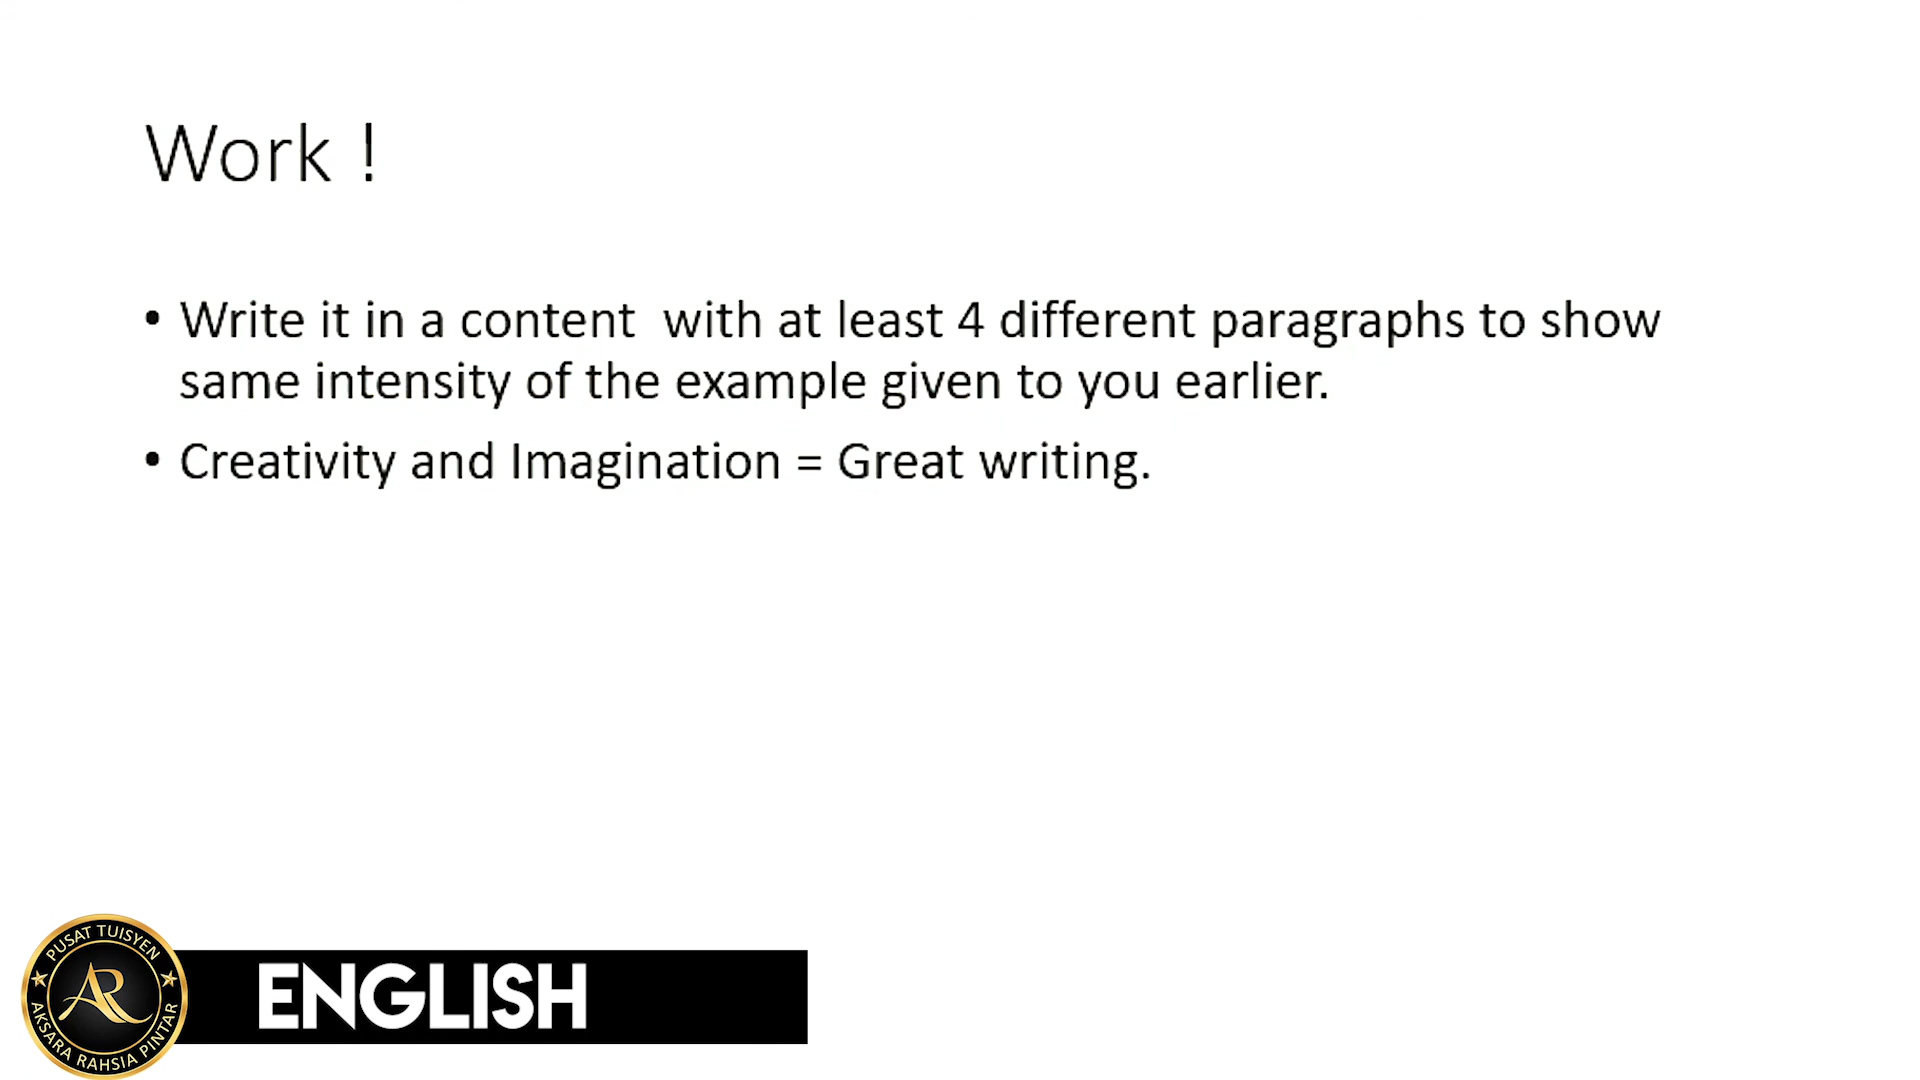 Work !
• Write it in a content  with at least 4 different paragraphs to show
same intensity of the example given to you earlier.
• Creativity and Imagination = Great writing.
PUSAT TUISYEN
AR
AKSARA RAHSIA PINTAR
ENGLISH